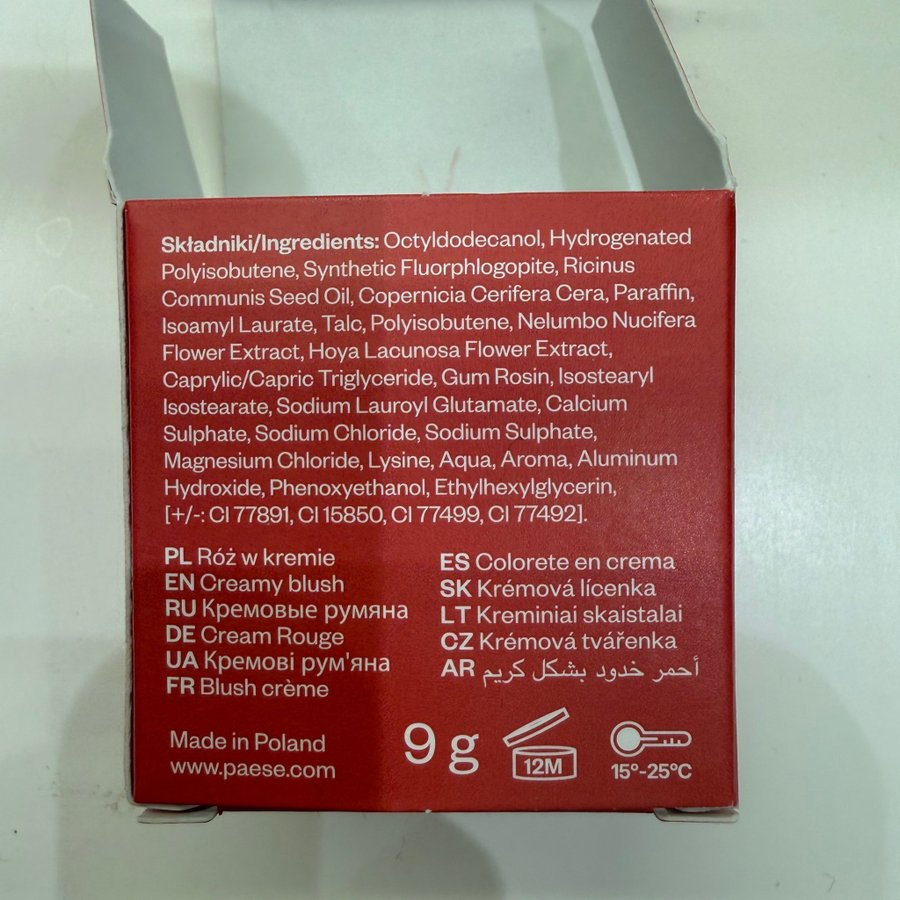 Składniki/Ingredients: Octyldodecanol, Hydrogenated
Polyisobutene, Synthetic Fluorphlogopite, Ricinus
Communis Seed Oil, Copernicia Cerifera Cera, Paraffin,
Isoamyl Laurate, Talc, Polyisobutene, Nelumbo Nucifera
Flower Extract, Hoya Lacunosa Flower Extract,
Caprylic/Capric Triglyceride, Gum Rosin, Isostearyl
Isostearate, Sodium Lauroyl Glutamate, Calcium
Sulphate, Sodium Chloride, Sodium Sulphate,
Magnesium Chloride, Lysine, Aqua, Aroma, Aluminum
Hydroxide, Phenoxyethanol, Ethylhexylglycerin,
[+/-: CI 77891, CI 15850, CI 77499, CI 77492].
PL Róż w kremie
EN Creamy blush
RU Кремовые румяна
DE Cream Rouge
UA Кремові рум'яна
FR Blush crème
ES Colorete en crema
SK Krémová lícenka
LT Kreminiai skaistalai
CZ Krémová tvářenka
AR أحمر خدود بشكل كريم
Made in Poland
www.paese.com
9 g
12M
15°-25°C